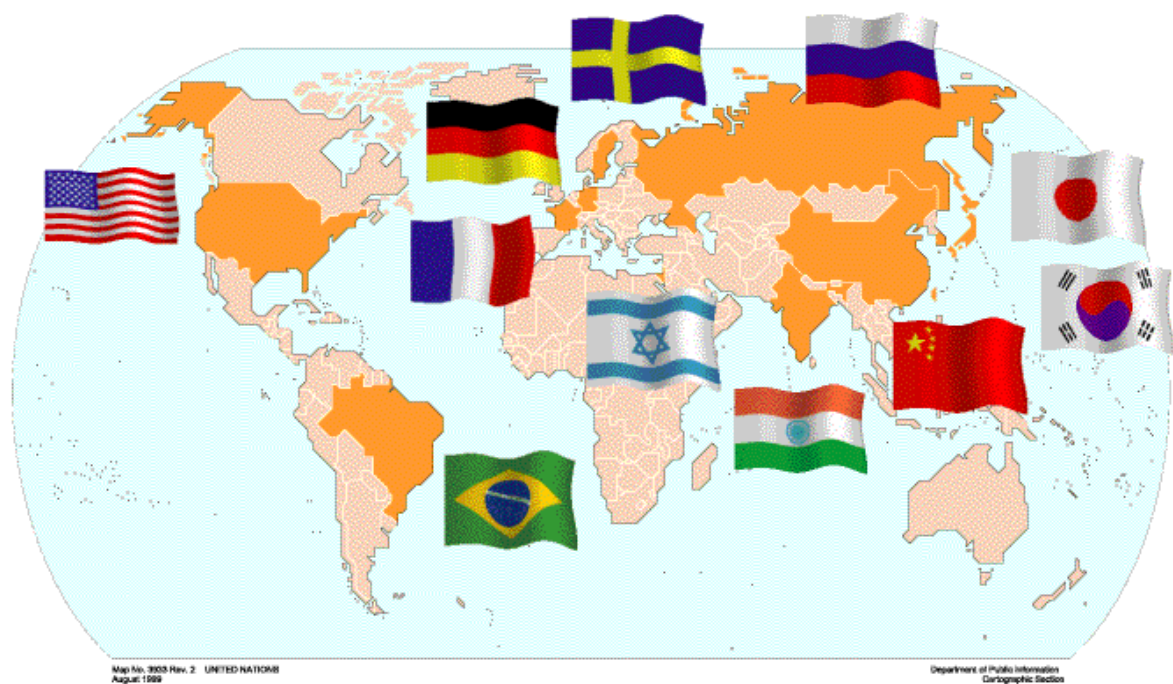 Map No. 3933 Rev. 2 UNITED NATIONS
August 1999
Department of Public Information
Cartographic Section